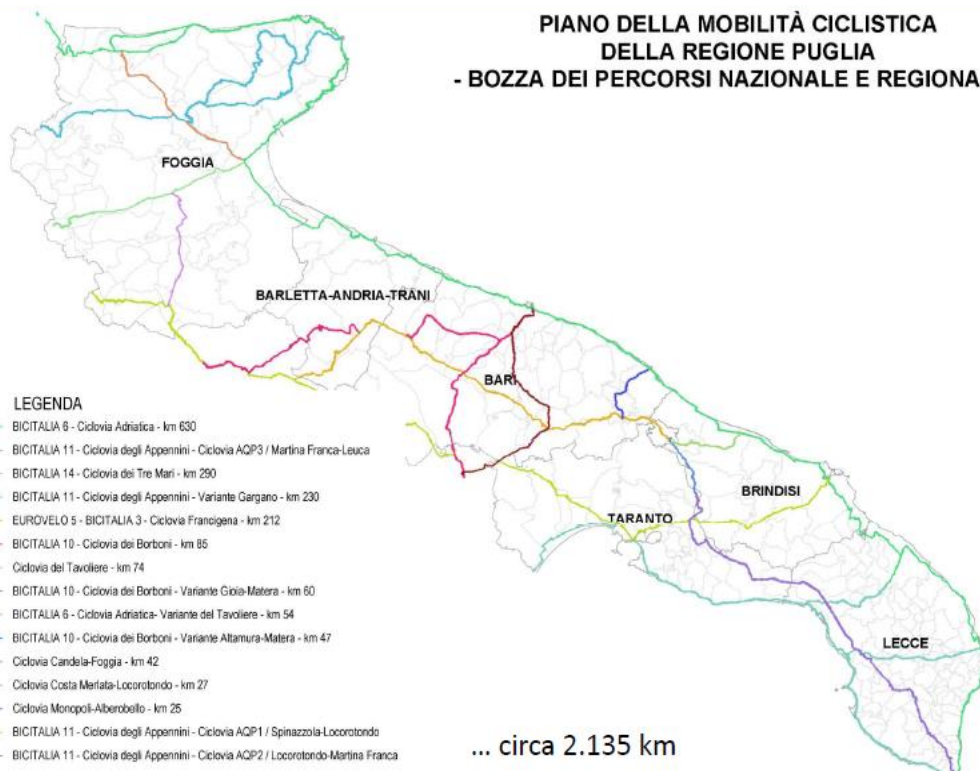 PIANO DELLA MOBILITÀ CICLISTICA
DELLA REGIONE PUGLIA
- BOZZA DEI PERCORSI NAZIONALE E REGIONA
FOGGIA
BARLETTA-ANDRIA-TRANI
BARI
BRINDISI
TARANTO
LECCE
LEGENDA
BICITALIA 6 - Ciclovia Adriatica - km 630
BICITALIA 11 - Ciclovia degli Appennini - Ciclovia AQP3 / Martina Franca-Leuca
BICITALIA 14 - Ciclovia dei Tre Mari - km 290
BICITALIA 11 - Ciclovia degli Appennini - Variante Gargano - km 230
EUROVELO 5 - BICITALIA 3 - Ciclovia Francigena - km 212
BICITALIA 10 - Ciclovia dei Borboni - km 85
Ciclovia del Tavoliere - km 74
BICITALIA 10 - Ciclovia dei Borboni - Variante Gioia-Matera - km 60
BICITALIA 6 - Ciclovia Adriatica- Variante del Tavoliere - km 54
BICITALIA 10 - Ciclovia dei Borboni - Variante Altamura-Matera - km 47
Ciclovia Candela-Foggia - km 42
Ciclovia Costa Merlata-Locorotondo - km 27
Ciclovia Monopoli-Alberobello - km 25
BICITALIA 11 - Ciclovia degli Appennini - Ciclovia AQP1 / Spinazzola-Locorotondo
BICITALIA 11 - Ciclovia degli Appennini - Ciclovia AQP2 / Locorotondo-Martina Franca
... circa 2.135 km